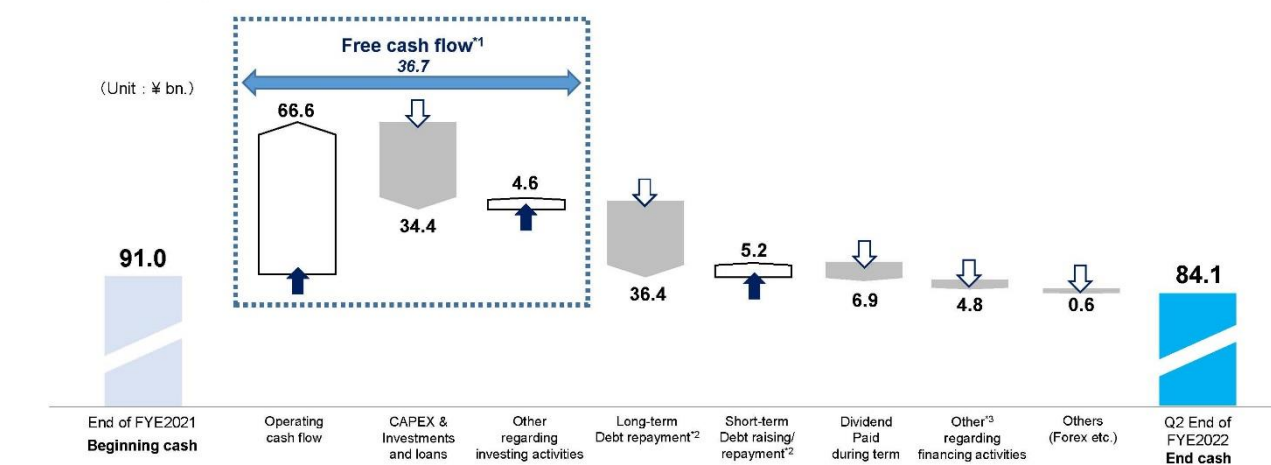 Free cash flow*1
36.7
（Unit : ¥ bn.）
66.6
34.4
4.6
91.0
36.4
5.2
6.9
4.8
0.6
84.1
End of FYE2021
Beginning cash
Operating
cash flow
CAPEX &
Investments
and loans
Other
regarding
investing activities
Long-term
Debt repayment*2
Short-term
Debt raising/
repayment*2
Dividend
Paid
during term
Other*3
regarding
financing activities
Others
(Forex etc.)
Q2 End of
FYE2022
End cash